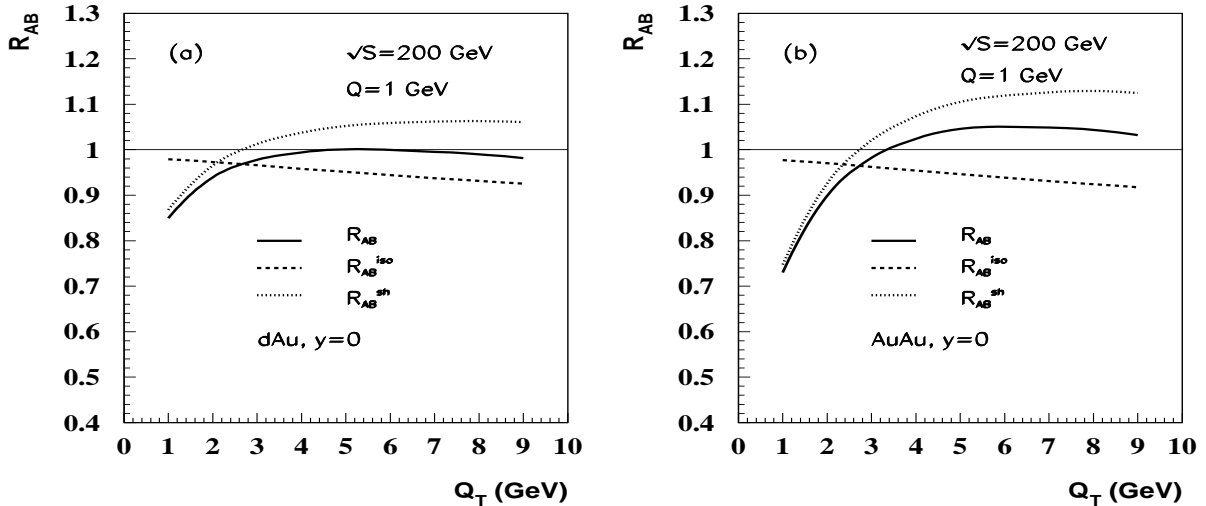 R_AB
1.3
1.2
1.1
1
0.9
0.8
0.7
0.6
0.5
0.4
(a)
√S=200 GeV
Q=1 GeV
R_AB
R_AB^iso
R_AB^sh
dAu, y=0
0 1 2 3 4 5 6 7 8 9 10
Q_T (GeV)
R_AB
1.3
1.2
1.1
1
0.9
0.8
0.7
0.6
0.5
0.4
(b)
√S=200 GeV
Q=1 GeV
R_AB
R_AB^iso
R_AB^sh
AuAu, y=0
0 1 2 3 4 5 6 7 8 9 10
Q_T (GeV)